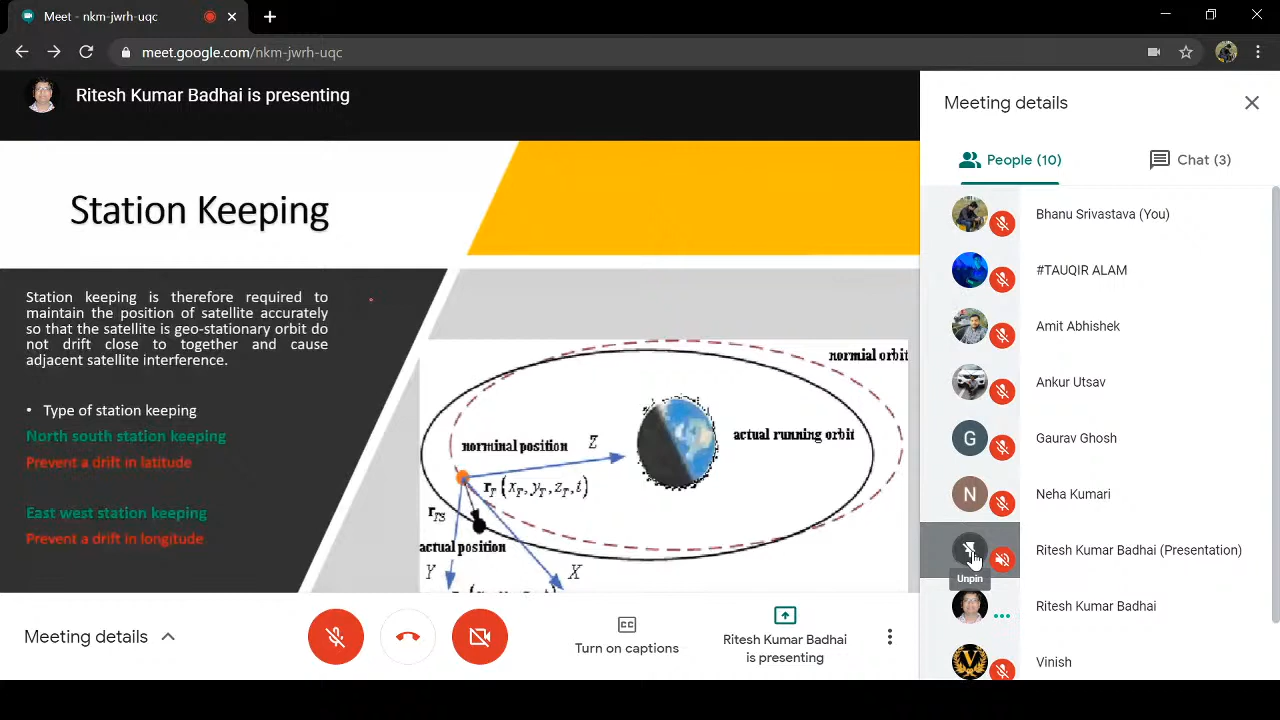 Meet - nkm-jwrh-uqc
meet.google.com/nkm-jwrh-uqc
Ritesh Kumar Badhai is presenting
Station Keeping
Station keeping is therefore required to
maintain the position of satellite accurately
so that the satellite is geo-stationary orbit do
not drift close to together and cause
adjacent satellite interference.
• Type of station keeping
North south station keeping
Prevent a drift in latitude
East west station keeping
Prevent a drift in longitude
normial orbit
norminal position
Z
actual running orbit
r_T (x_T, y_T, z_T, t)
r_TS
actual position
Y
X
Meeting details
Turn on captions
Ritesh Kumar Badhai
is presenting
Meeting details
People (10)
Chat (3)
Bhanu Srivastava (You)
#TAUQIR ALAM
Amit Abhishek
Ankur Utsav
G
Gaurav Ghosh
N
Neha Kumari
Ritesh Kumar Badhai (Presentation)
Unpin
Ritesh Kumar Badhai
V
Vinish